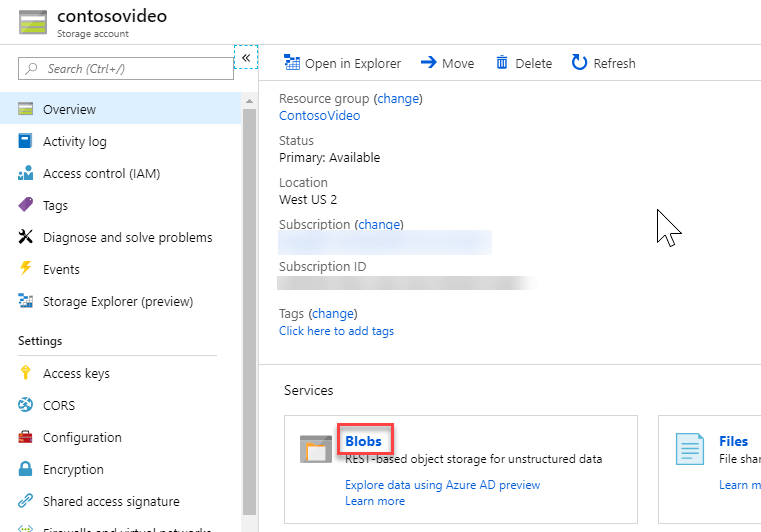 contosovideo
Storage account
«
Search (Ctrl+/)
Overview
Activity log
Access control (IAM)
Tags
Diagnose and solve problems
Events
Storage Explorer (preview)
Settings
Access keys
CORS
Configuration
Encryption
Shared access signature
Firewalls and virtual networks
Open in Explorer
Move
Delete
Refresh
Resource group (change)
ContosoVideo
Status
Primary: Available
Location
West US 2
Subscription (change)
Subscription ID
Tags (change)
Click here to add tags
Services
Blobs
REST-based object storage for unstructured data
Explore data using Azure AD preview
Learn more
Files
File shar
Learn m